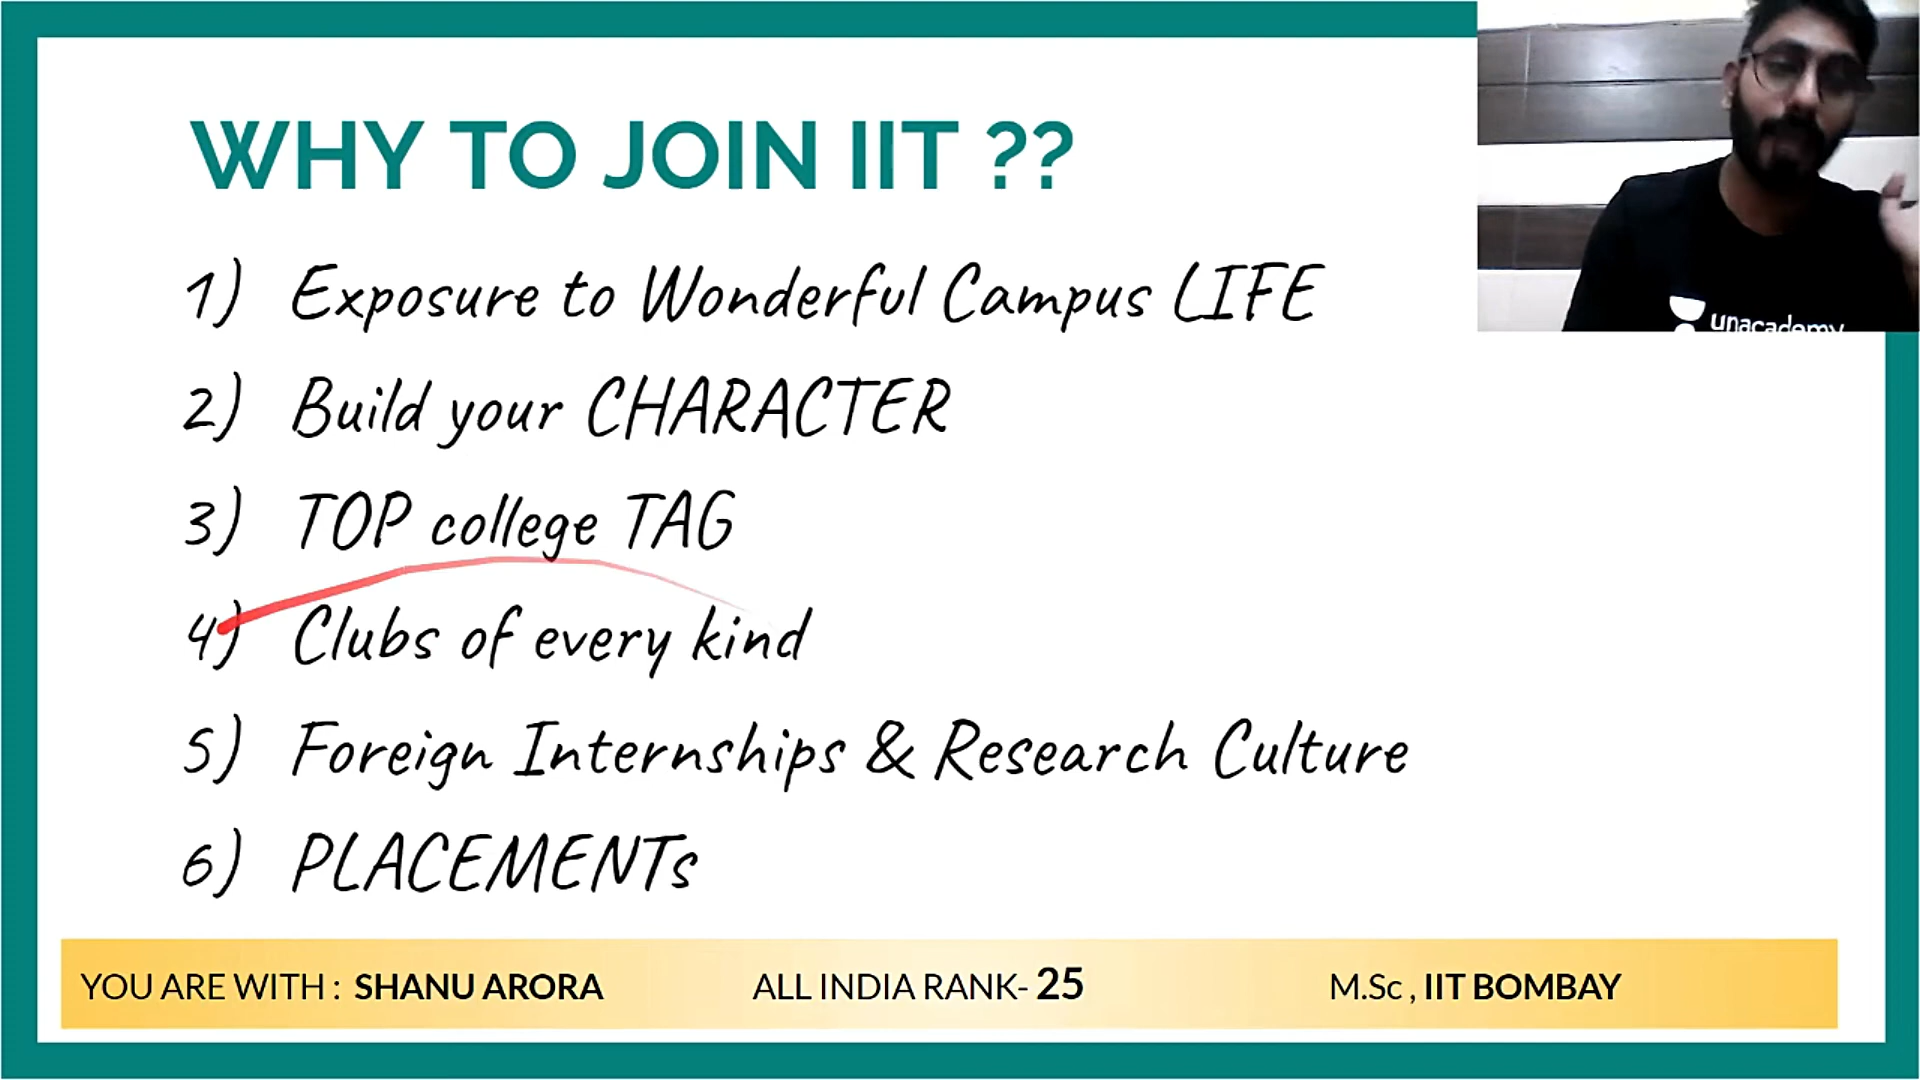 WHY TO JOIN IIT ??
1) Exposure to Wonderful Campus LIFE
2) Build your CHARACTER
3) TOP college TAG
4) Clubs of every kind
5) Foreign Internships & Research Culture
6) PLACEMENTs
unacademy
YOU ARE WITH : SHANU ARORA ALL INDIA RANK- 25 M.Sc , IIT BOMBAY